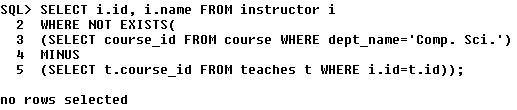 SQL> SELECT i.id, i.name FROM instructor i
2 WHERE NOT EXISTS(
3 (SELECT course_id FROM course WHERE dept_name='Comp. Sci.')
4 MINUS
5 (SELECT t.course_id FROM teaches t WHERE i.id=t.id));
no rows selected